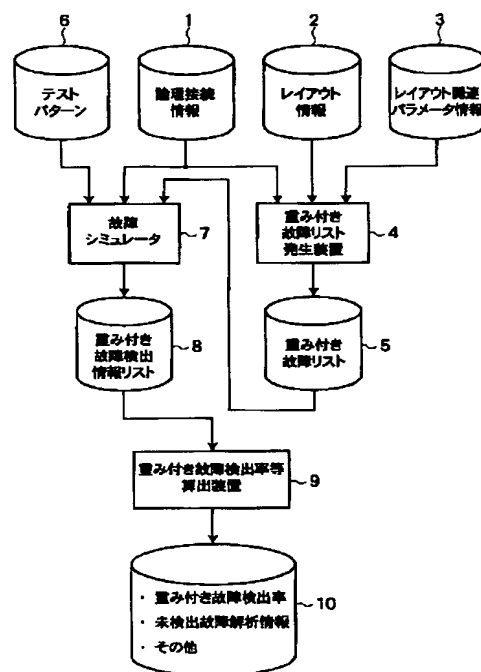 6
1
2
3
テスト
パターン
論理接続
情報
レイアウト
情報
レイアウト関連
パラメータ情報
故障
シミュレータ
7
重み付き
故障リスト
発生装置
4
重み付き
故障検出
情報リスト
8
重み付き
故障リスト
5
重み付き故障検出率等
算出装置
9
・ 重み付き故障検出率
・ 未検出故障解析情報
・ その他
10